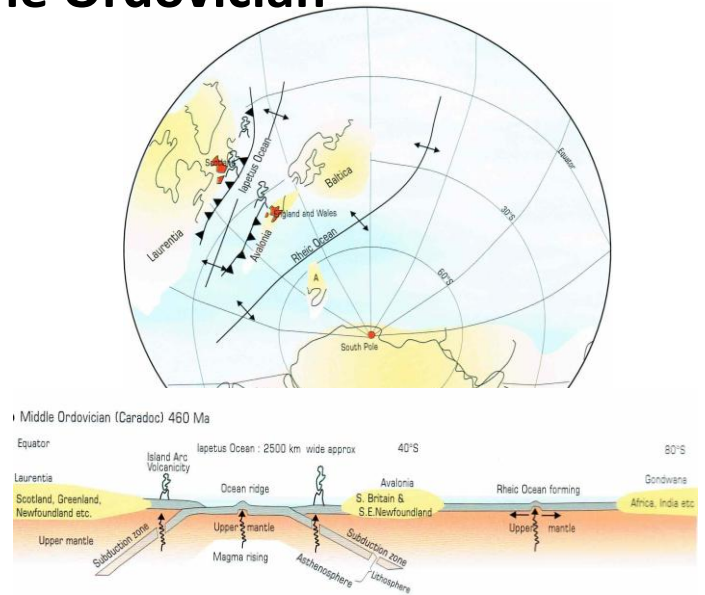 Ordovician
Scotland
Iapetus Ocean
Baltica
Equator
England and Wales
30°S
Laurentia
Avalonia
Rheic Ocean
A
60°S
South Pole
Middle Ordovician (Caradoc) 460 Ma
Equator
Island Arc
Volcanicity
Iapetus Ocean : 2500 km wide approx
40°S
80°S
Laurentia
Ocean ridge
Avalonia
Rheic Ocean forming
Gondwana
Scotland, Greenland,
Newfoundland etc.
S. Britain &
S.E.Newfoundland
Africa, India etc
Upper mantle
Subduction zone
Upper mantle
Magma rising
Subduction zone
Asthenosphere
Lithosphere
Upper mantle